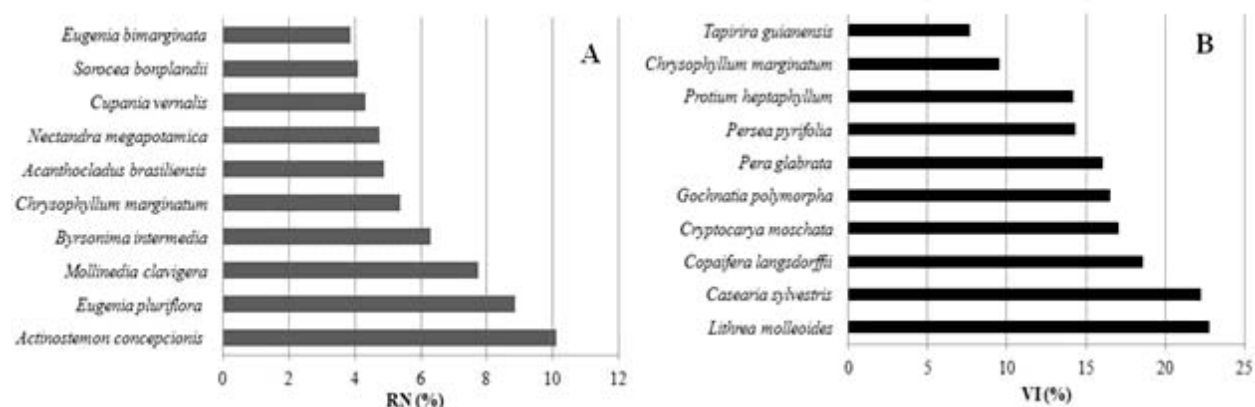 Eugenia bimarginata
Sorocea bonplandii
Cupania vernalis
Nectandra megapotamica
Acanthocladus brasiliensis
Chrysophyllum marginatum
Byrsonima intermedia
Mollinedia clavigera
Eugenia pluriflora
Actinostemon concepcionis
A
0 2 4 6 8 10 12
RN (%)
Tapirira guianensis
Chrysophyllum marginatum
Protium heptaphyllum
Persea pyrifolia
Pera glabrata
Gochnatia polymorpha
Cryptocarya moschata
Copaifera langsdorffii
Casearia sylvestris
Lithrea molleoides
B
0 5 10 15 20 25
VI (%)